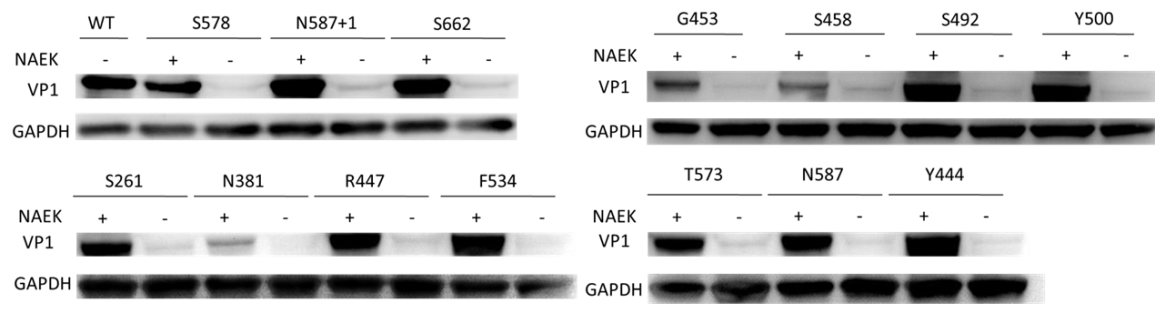 WT S578 N587+1 S662
NAEK - + - + - + -
VP1
GAPDH
G453 S458 S492 Y500
NAEK + - + - + - + -
VP1
GAPDH
S261 N381 R447 F534
NAEK + - + - + - + -
VP1
GAPDH
T573 N587 Y444
NAEK + - + - + -
VP1
GAPDH